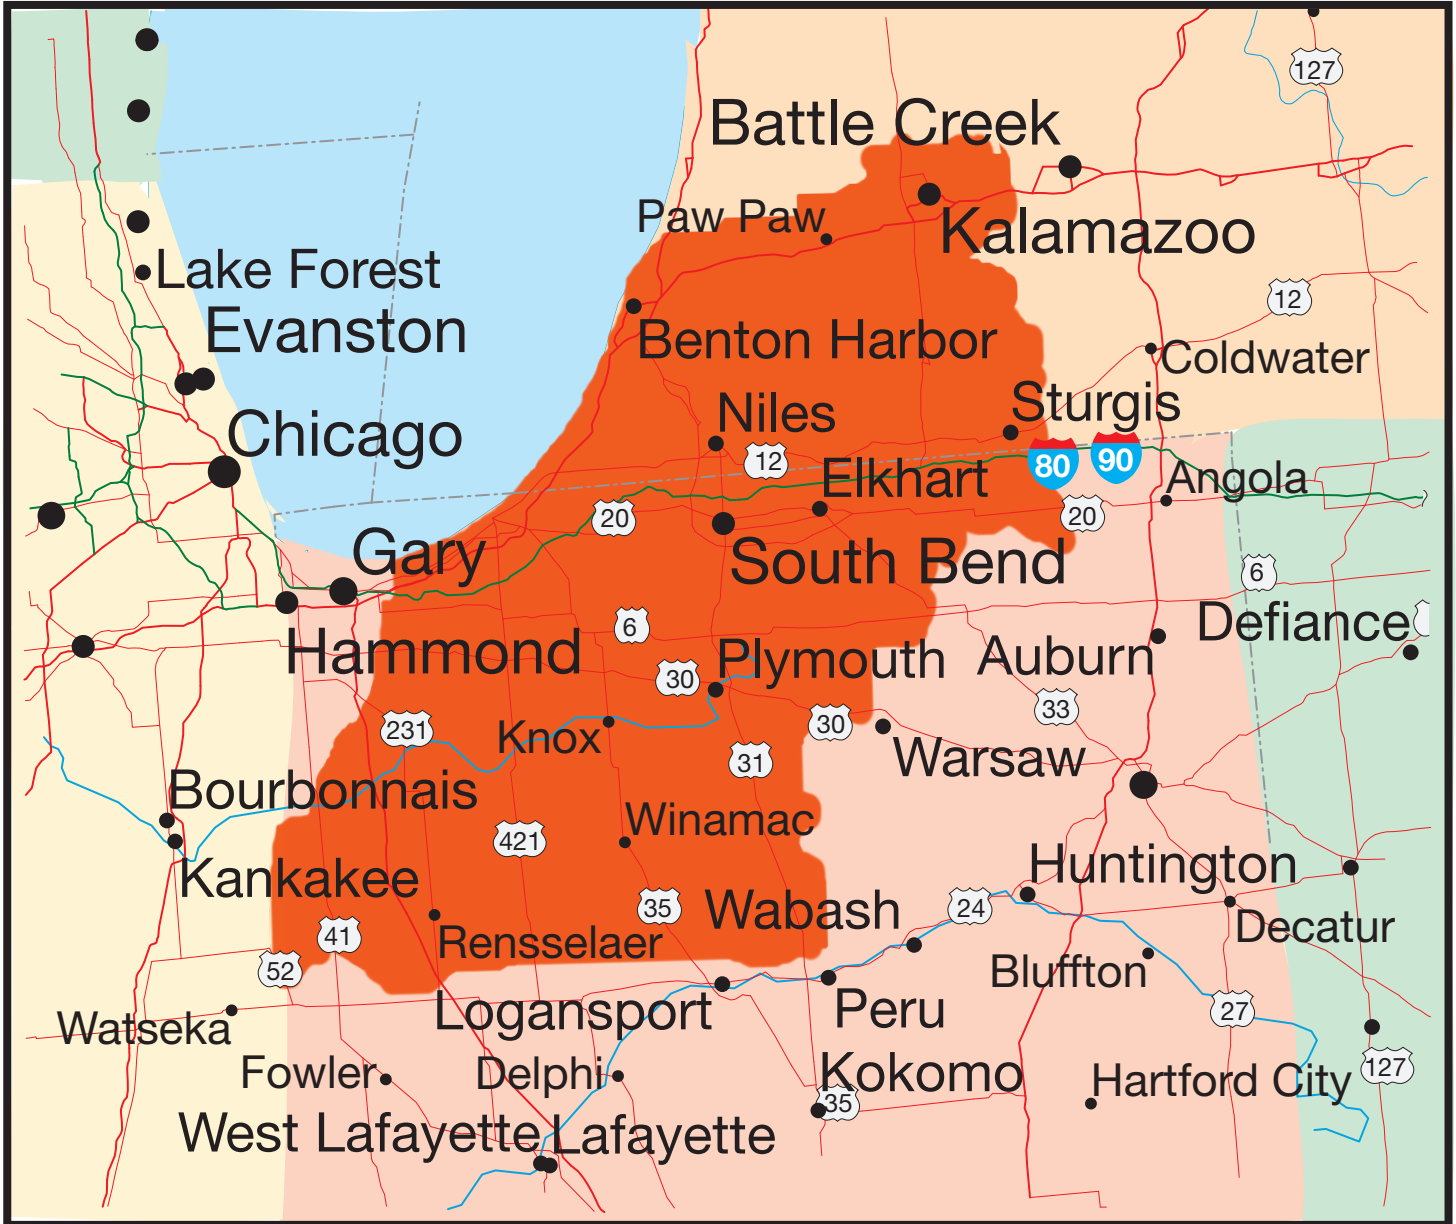 127
Battle Creek
Paw Paw
Kalamazoo
Lake Forest
12
Evanston
Benton Harbor
Coldwater
Sturgis
Niles
Chicago
12
80
90
Elkhart
Angola
20
20
Gary
South Bend
6
6
Defiance
Hammond
Plymouth
Auburn
30
33
231
30
Knox
Warsaw
31
Bourbonnais
Winamac
421
Huntington
Kankakee
35
Wabash
24
Decatur
41
Rensselaer
52
Bluffton
Logansport
Peru
27
Watseka
127
Fowler
Delphi
Kokomo
Hartford City
35
West Lafayette
Lafayette